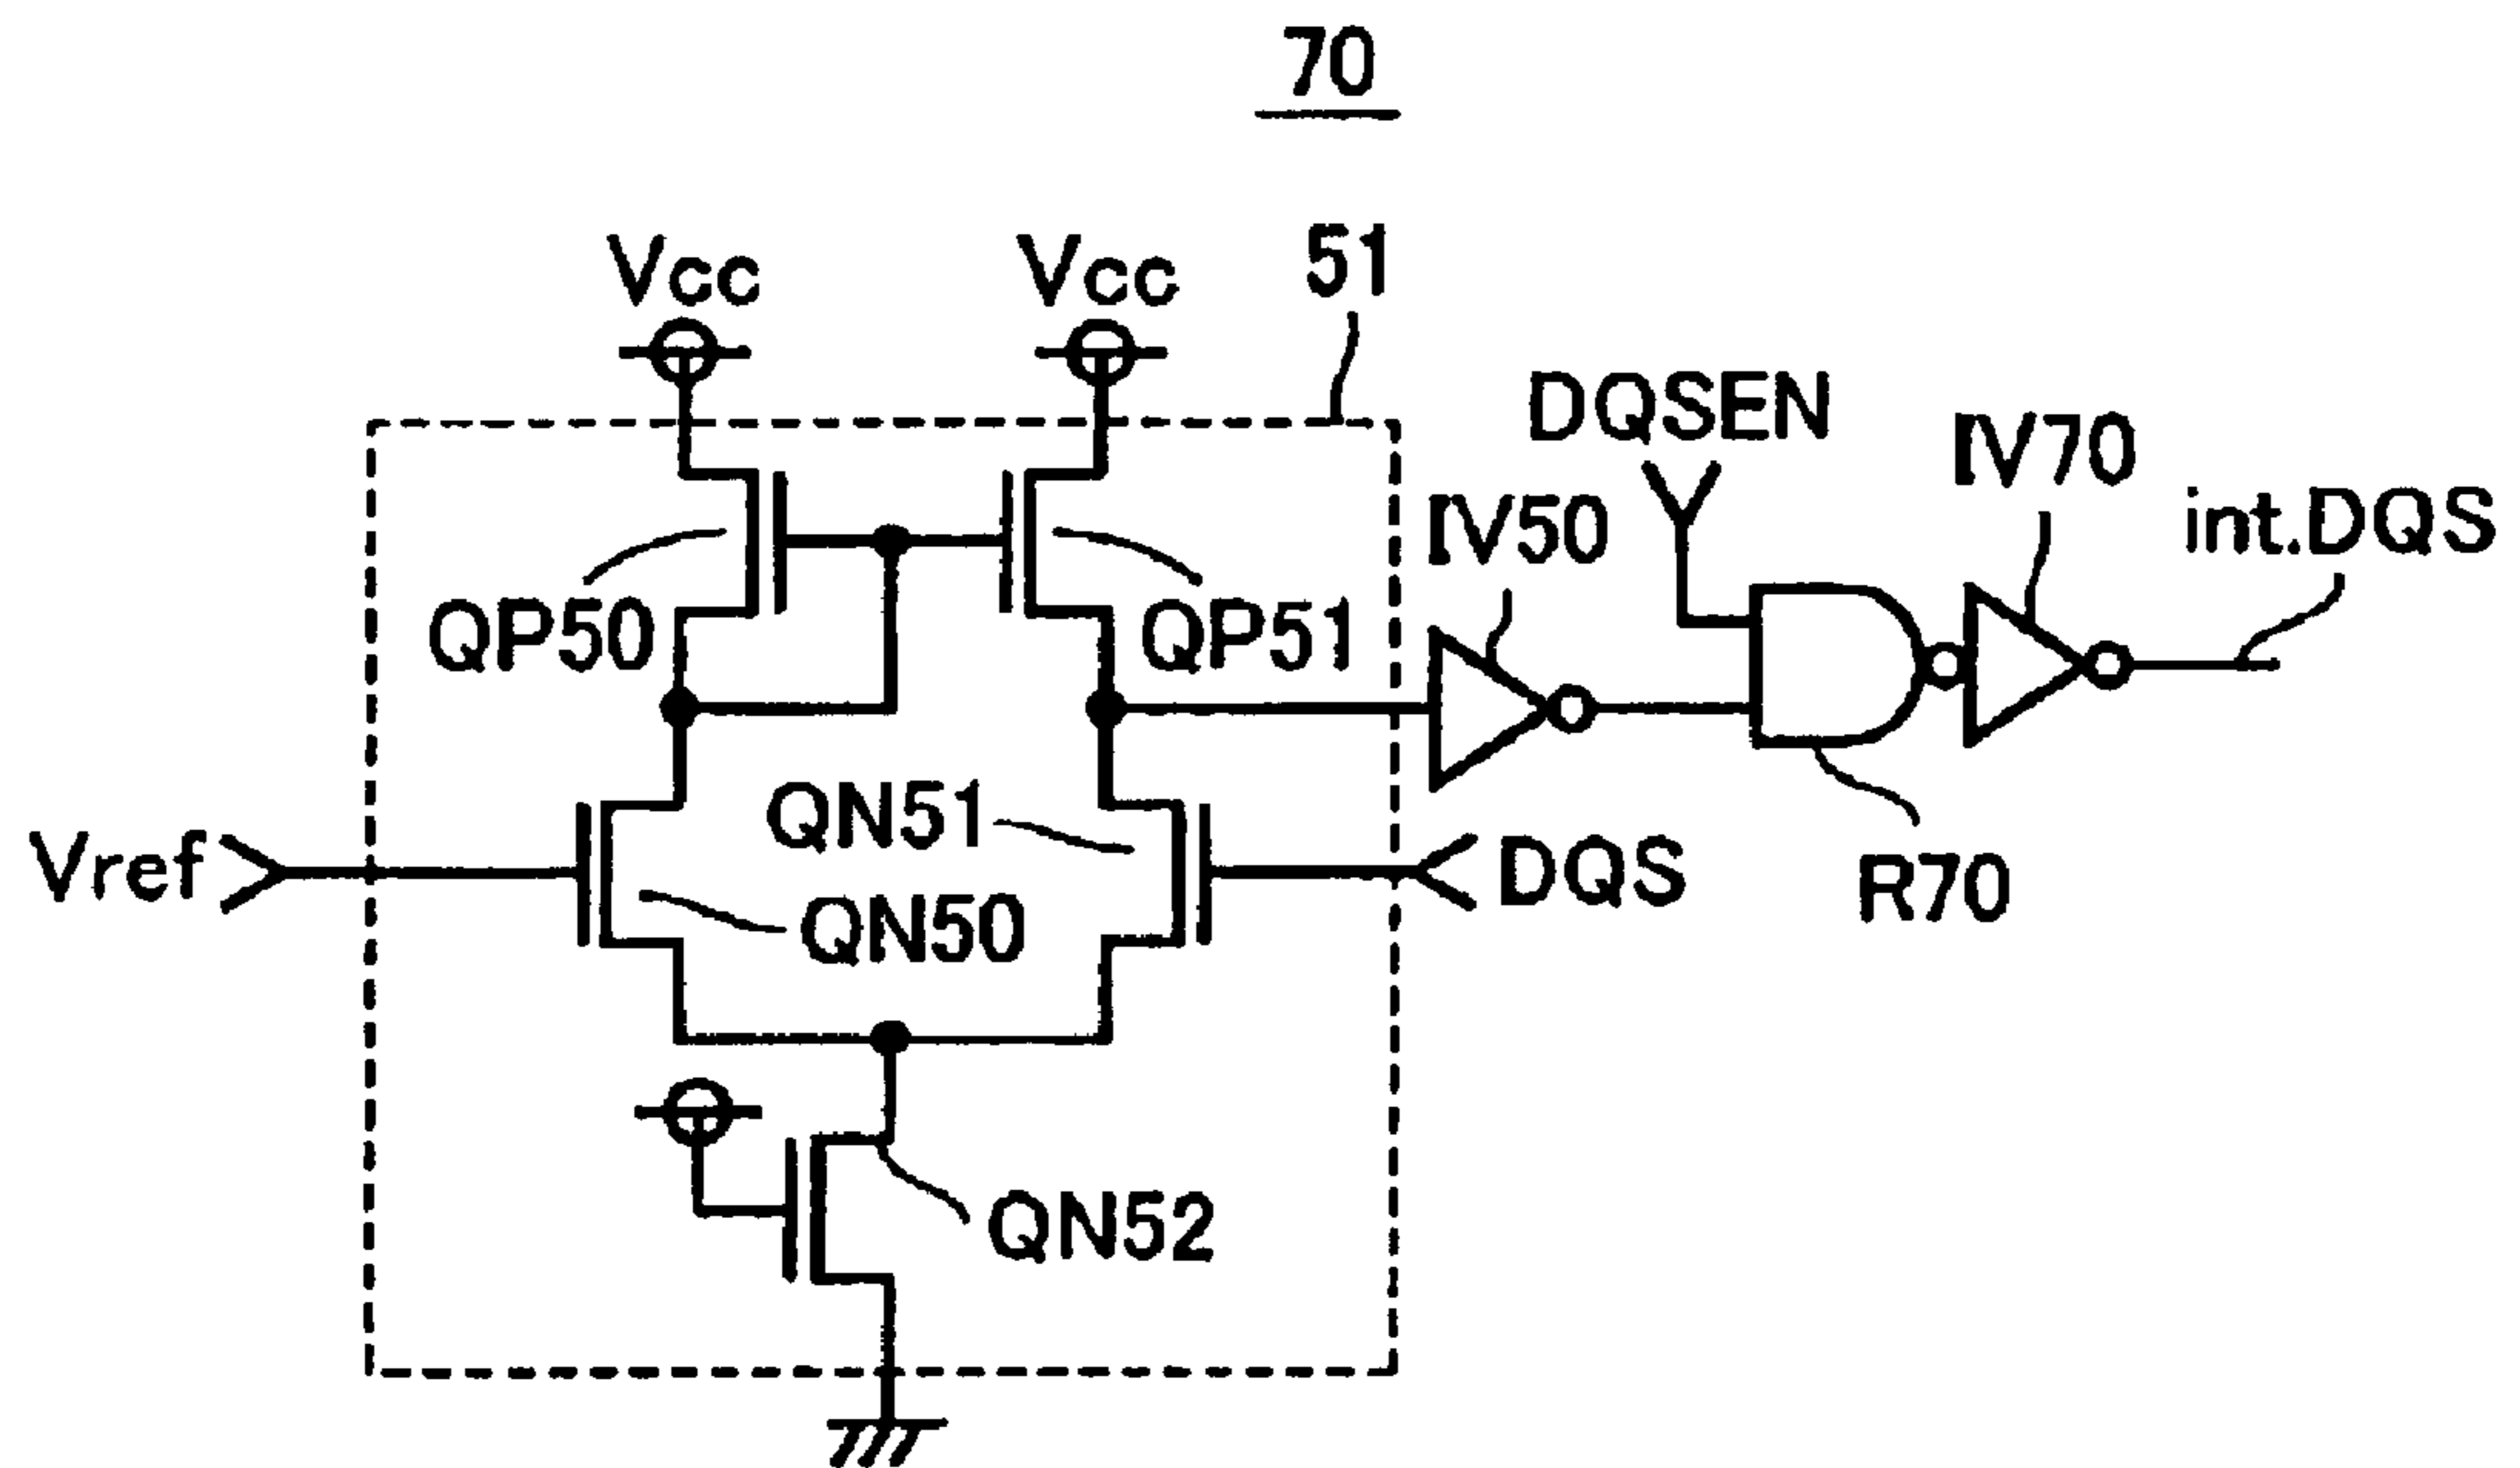 70
Vcc
Vcc
51
DQSEN
IV70
IV50
int.DQS
QP50
QP51
QN51
Vref
DQS
R70
QN50
QN52